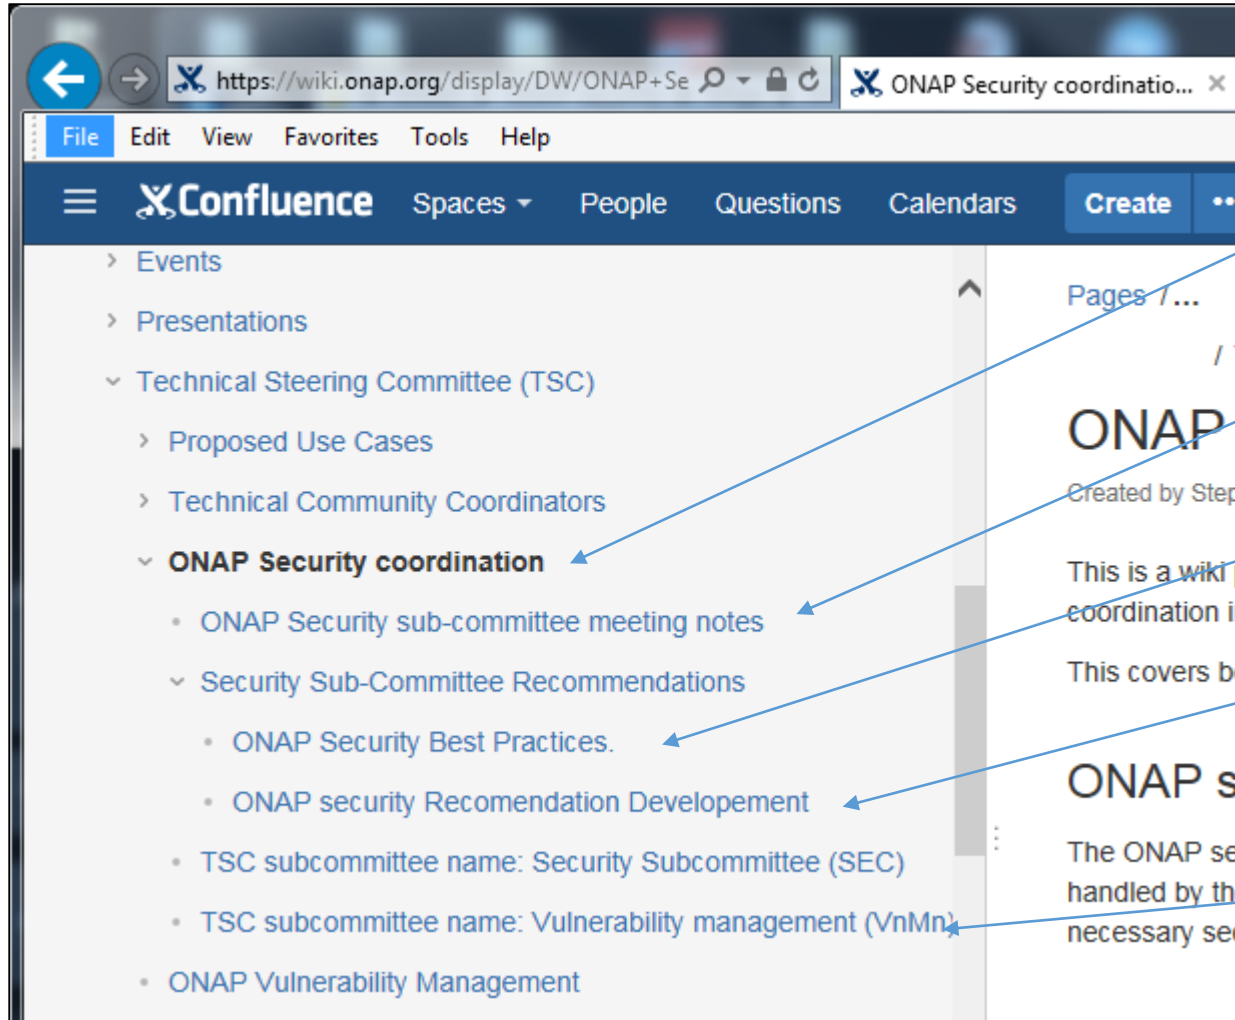 https://wiki.onap.org/display/DW/ONAP+Se
ONAP Security coordinatio...
File Edit View Favorites Tools Help
Confluence Spaces People Questions Calendars Create
Events
Presentations
Technical Steering Committee (TSC)
Proposed Use Cases
Technical Community Coordinators
ONAP Security coordination
ONAP Security sub-committee meeting notes
Security Sub-Committee Recommendations
ONAP Security Best Practices.
ONAP security Recomendation Developement
TSC subcommittee name: Security Subcommittee (SEC)
TSC subcommittee name: Vulnerability management (VnMn)
ONAP Vulnerability Management
Pages / ...
/
ONAP
Created by Step
This is a wiki
coordination i
This covers be
ONAP s
The ONAP se
handled by th
necessary sec